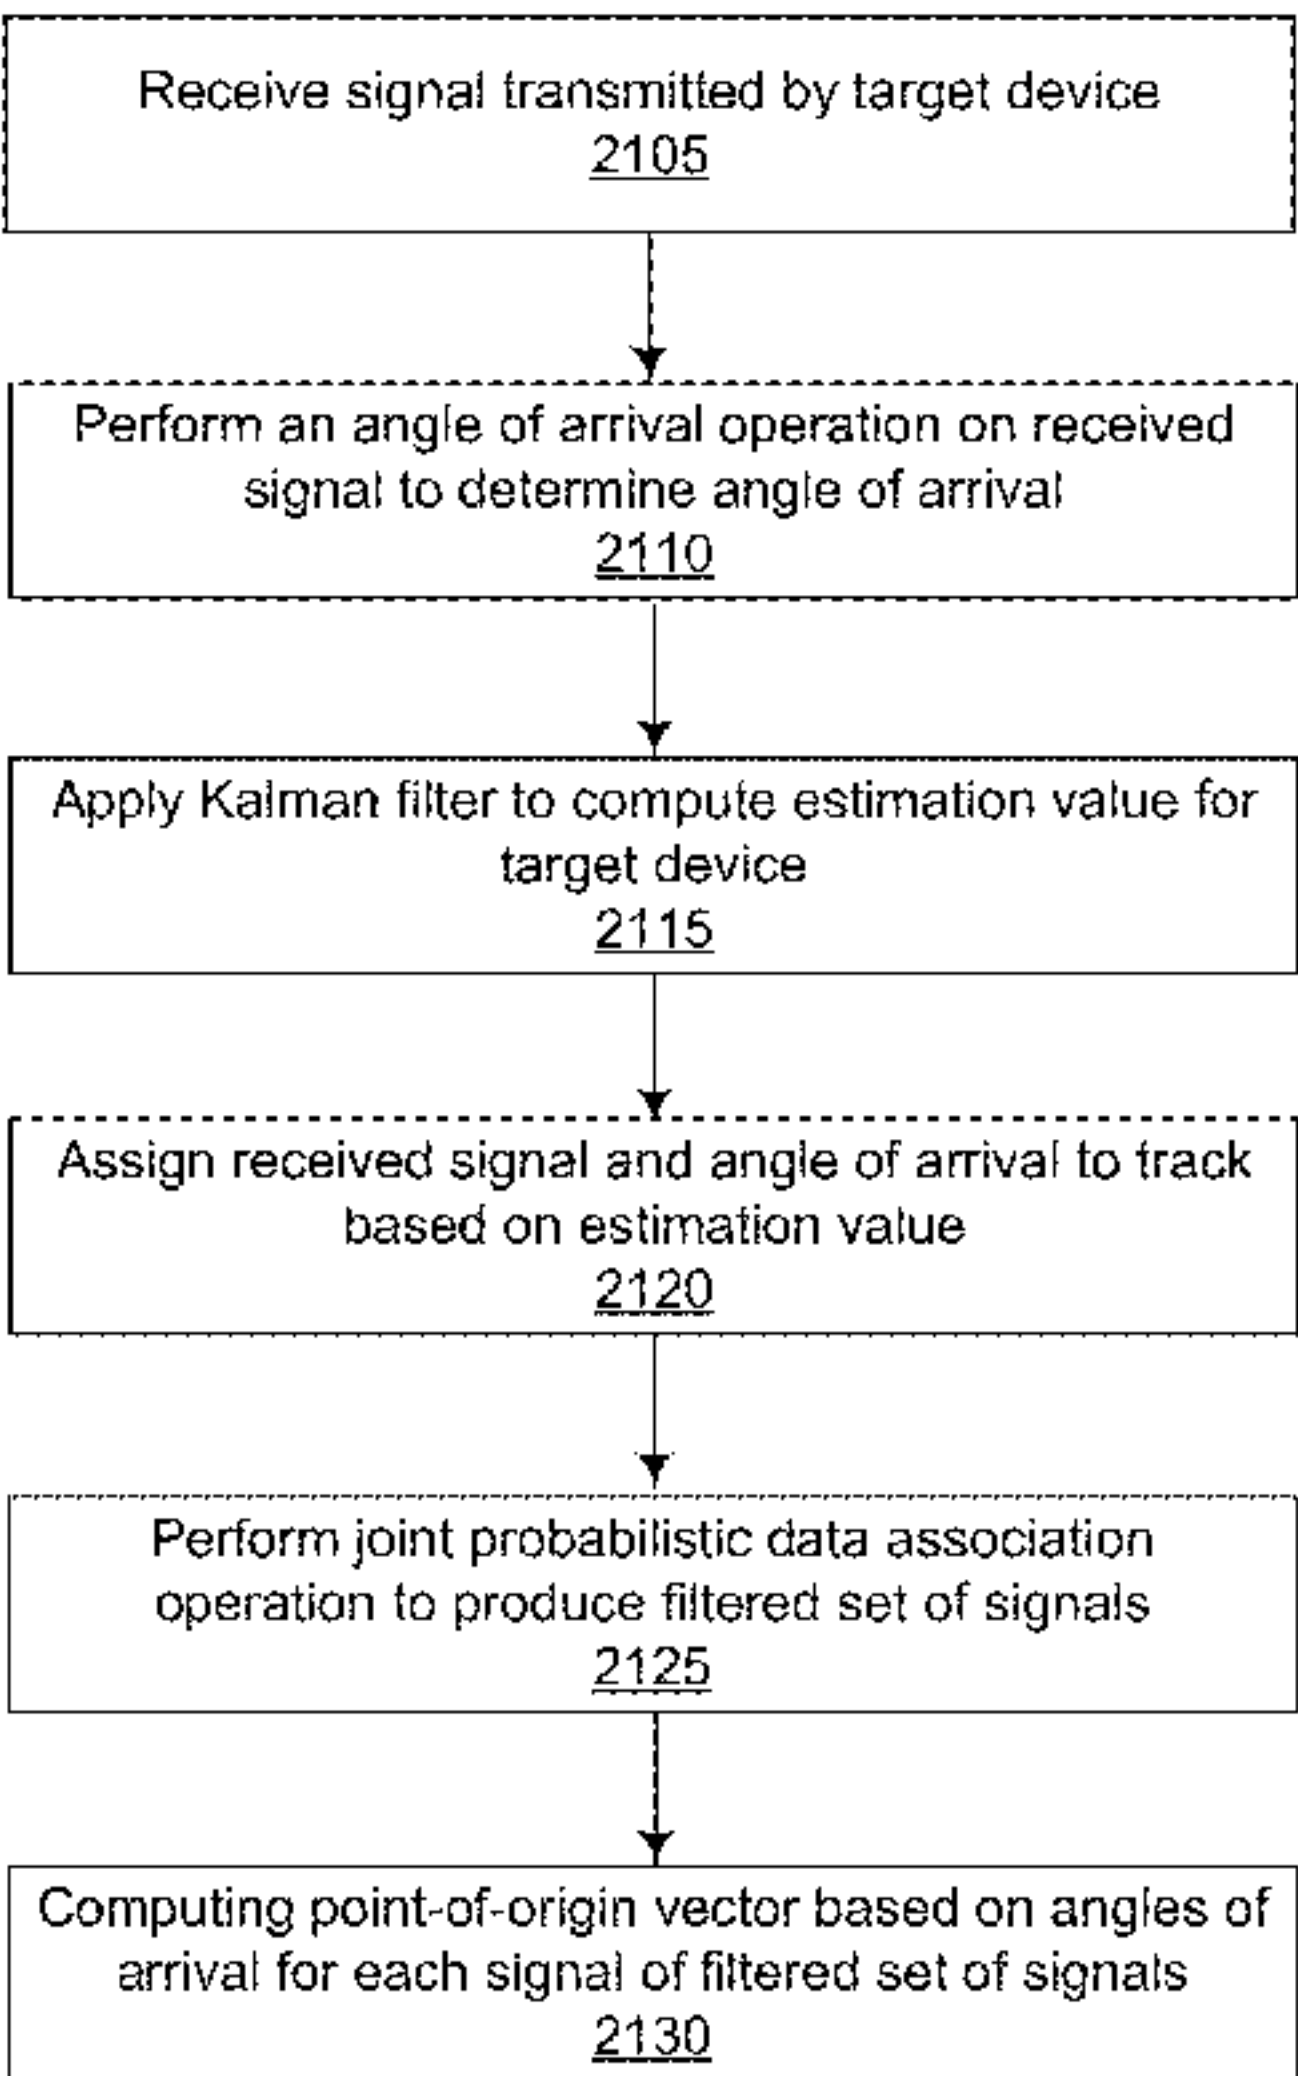 Receive signal transmitted by target device
2105
Perform an angle of arrival operation on received
signal to determine angle of arrival
2110
Apply Kalman filter to compute estimation value for
target device
2115
Assign received signal and angle of arrival to track
based on estimation value
2120
Perform joint probabilistic data association
operation to produce filtered set of signals
2125
Computing point-of-origin vector based on angles of
arrival for each signal of filtered set of signals
2130